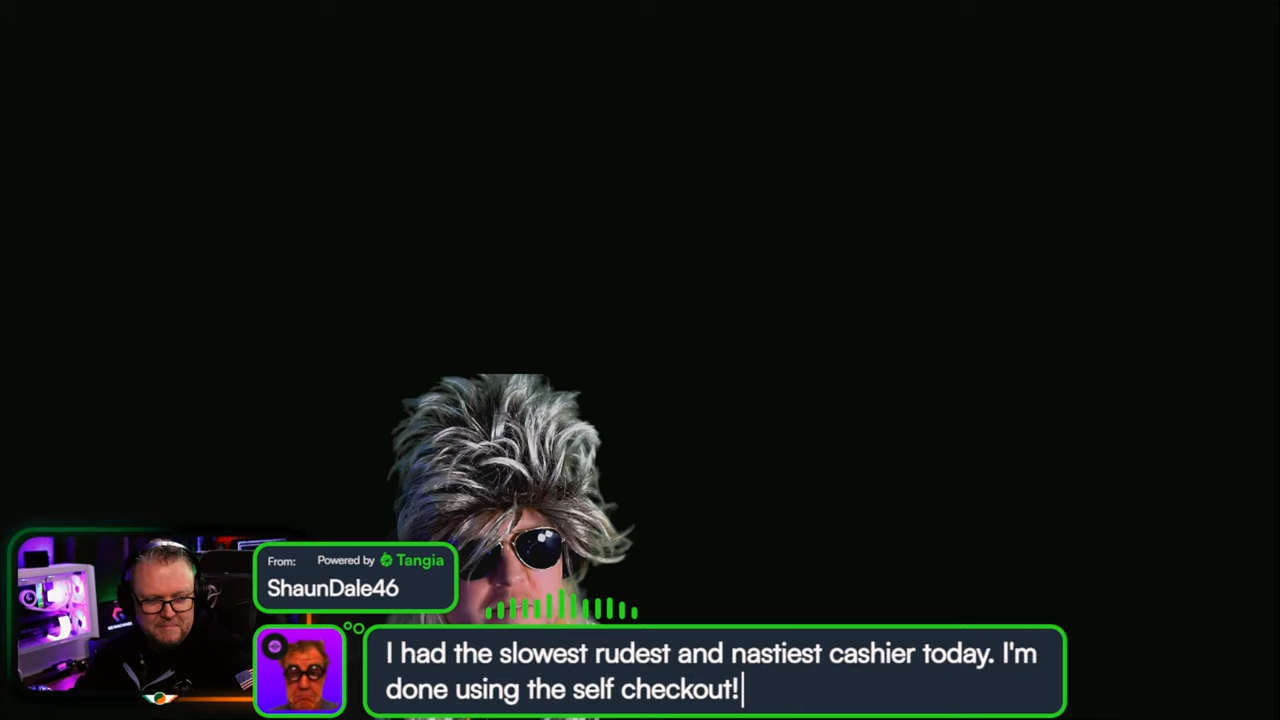 From: Powered by Tangia
ShaunDale46
I had the slowest rudest and nastiest cashier today. I'm
done using the self checkout!